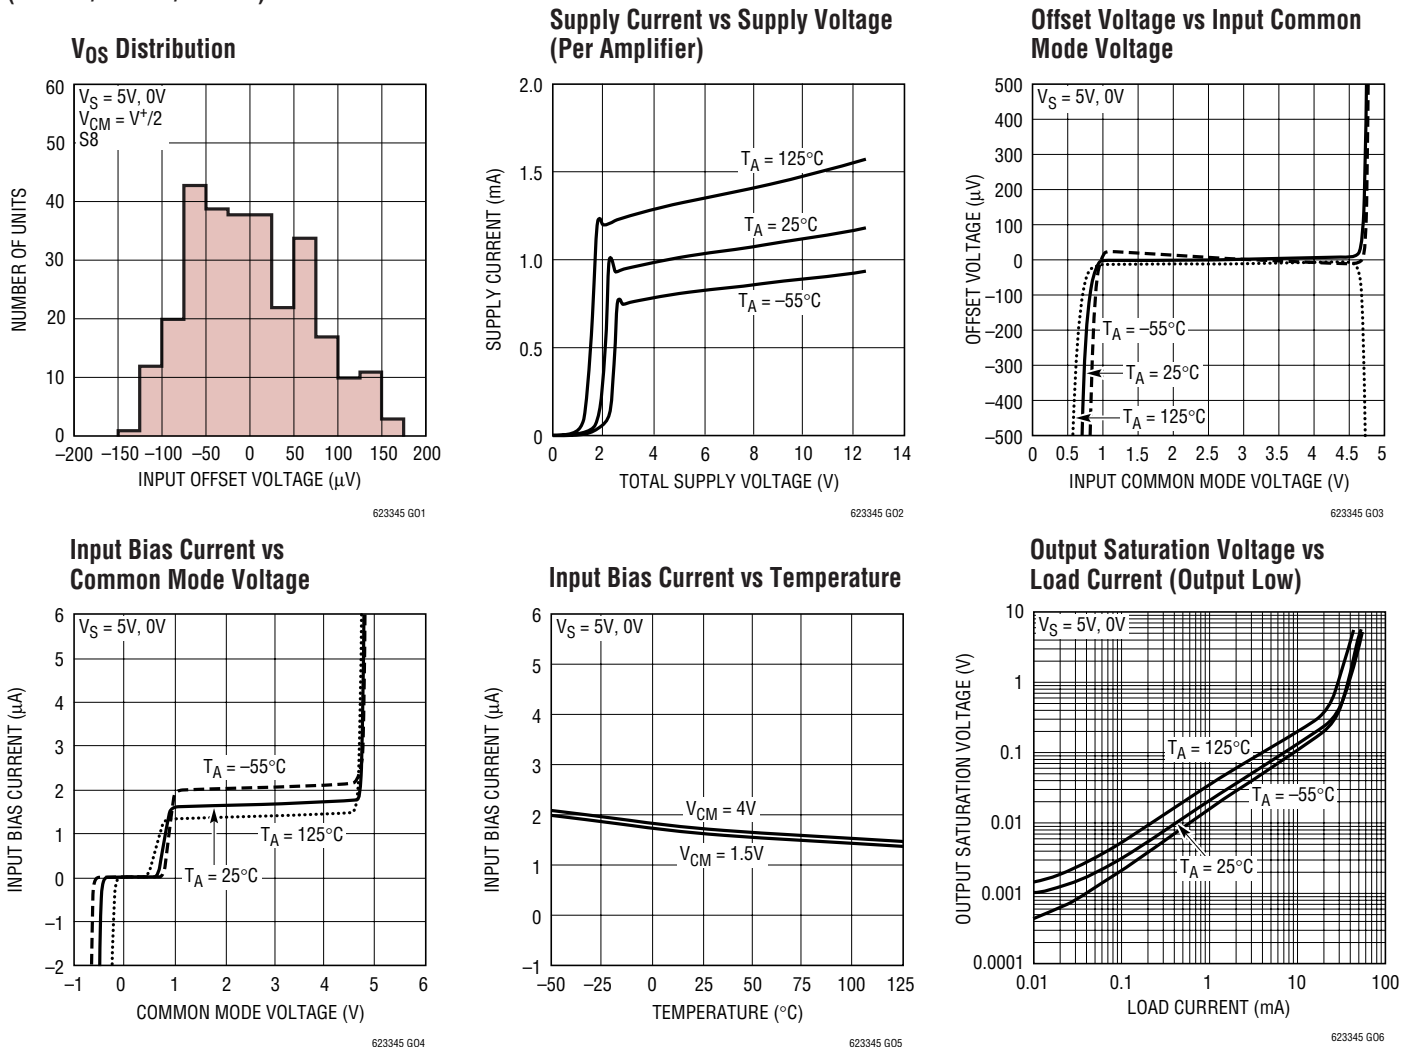 V_OS Distribution
60
50
40
30
20
10
0
V_S = 5V, 0V
V_CM = V⁺/2
S8
NUMBER OF UNITS
–200 –150 –100 –50 0 50 100 150 200
INPUT OFFSET VOLTAGE (µV)
623345 G01
Supply Current vs Supply Voltage
(Per Amplifier)
2.0
1.5
1.0
0.5
0
T_A = 125°C
T_A = 25°C
T_A = –55°C
SUPPLY CURRENT (mA)
0 2 4 6 8 10 12 14
TOTAL SUPPLY VOLTAGE (V)
623345 G02
Offset Voltage vs Input Common
Mode Voltage
500
400
300
200
100
0
–100
–200
–300
–400
–500
V_S = 5V, 0V
T_A = –55°C
T_A = 25°C
T_A = 125°C
OFFSET VOLTAGE (µV)
0 0.5 1 1.5 2 2.5 3 3.5 4 4.5 5
INPUT COMMON MODE VOLTAGE (V)
623345 G03
Input Bias Current vs
Common Mode Voltage
6
5
4
3
2
1
0
–1
–2
V_S = 5V, 0V
T_A = –55°C
T_A = 125°C
T_A = 25°C
INPUT BIAS CURRENT (µA)
–1 0 1 2 3 4 5 6
COMMON MODE VOLTAGE (V)
623345 G04
Input Bias Current vs Temperature
6
5
4
3
2
1
0
–1
V_S = 5V, 0V
V_CM = 4V
V_CM = 1.5V
INPUT BIAS CURRENT (µA)
–50 –25 0 25 50 75 100 125
TEMPERATURE (°C)
623345 G05
Output Saturation Voltage vs
Load Current (Output Low)
10
1
0.1
0.01
0.001
0.0001
V_S = 5V, 0V
T_A = 125°C
T_A = –55°C
T_A = 25°C
OUTPUT SATURATION VOLTAGE (V)
0.01 0.1 1 10 100
LOAD CURRENT (mA)
623345 G06